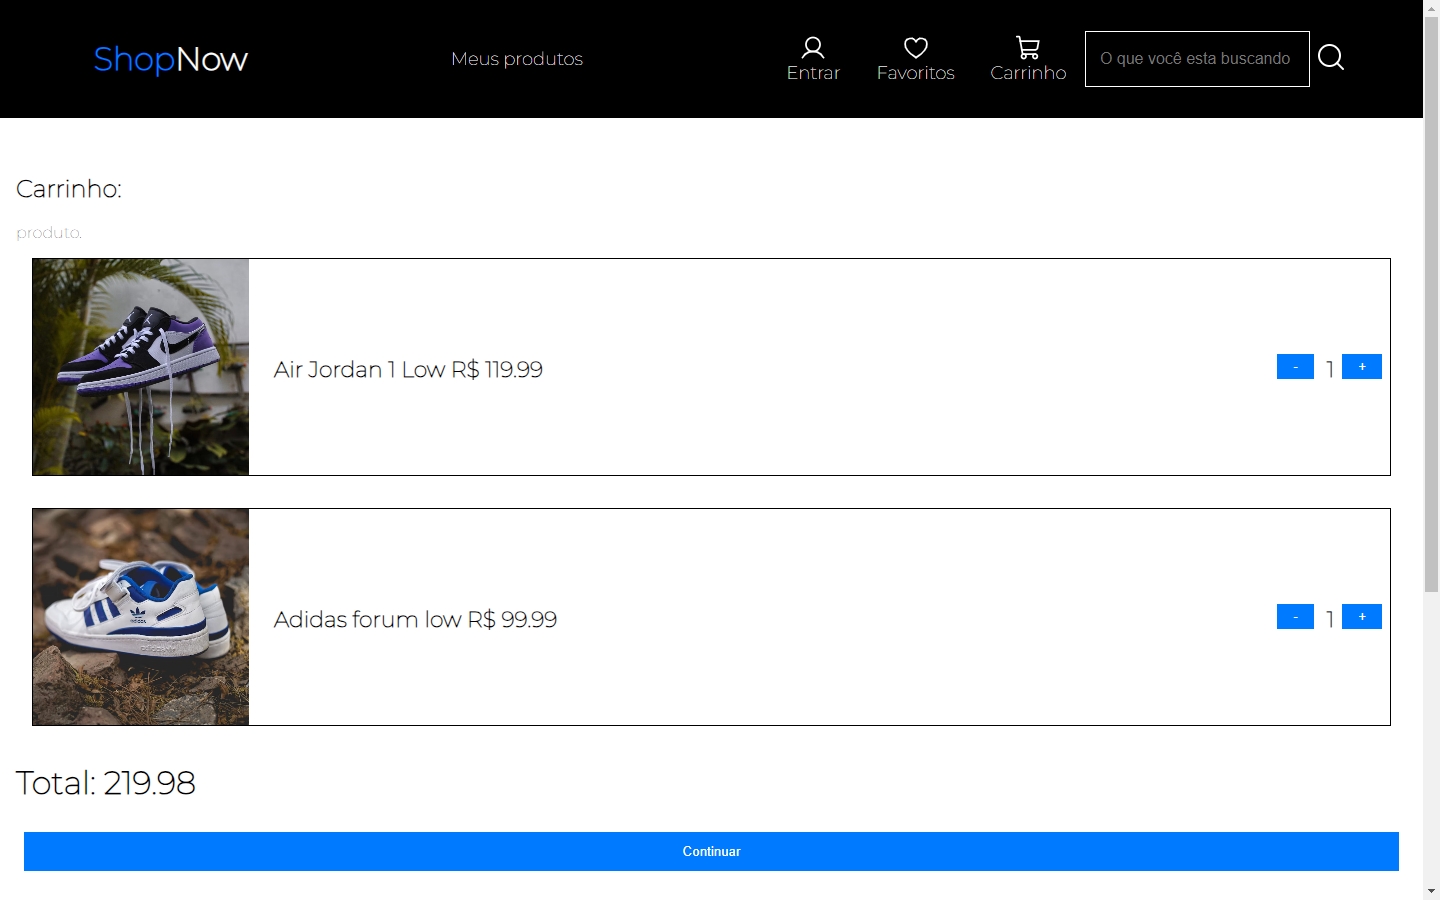 ShopNow
Meus produtos
Entrar
Favoritos
Carrinho
O que você esta buscando
Carrinho:
produto.
Air Jordan 1 Low R$ 119.99
- 1 +
Adidas forum low R$ 99.99
- 1 +
Total: 219.98
Continuar